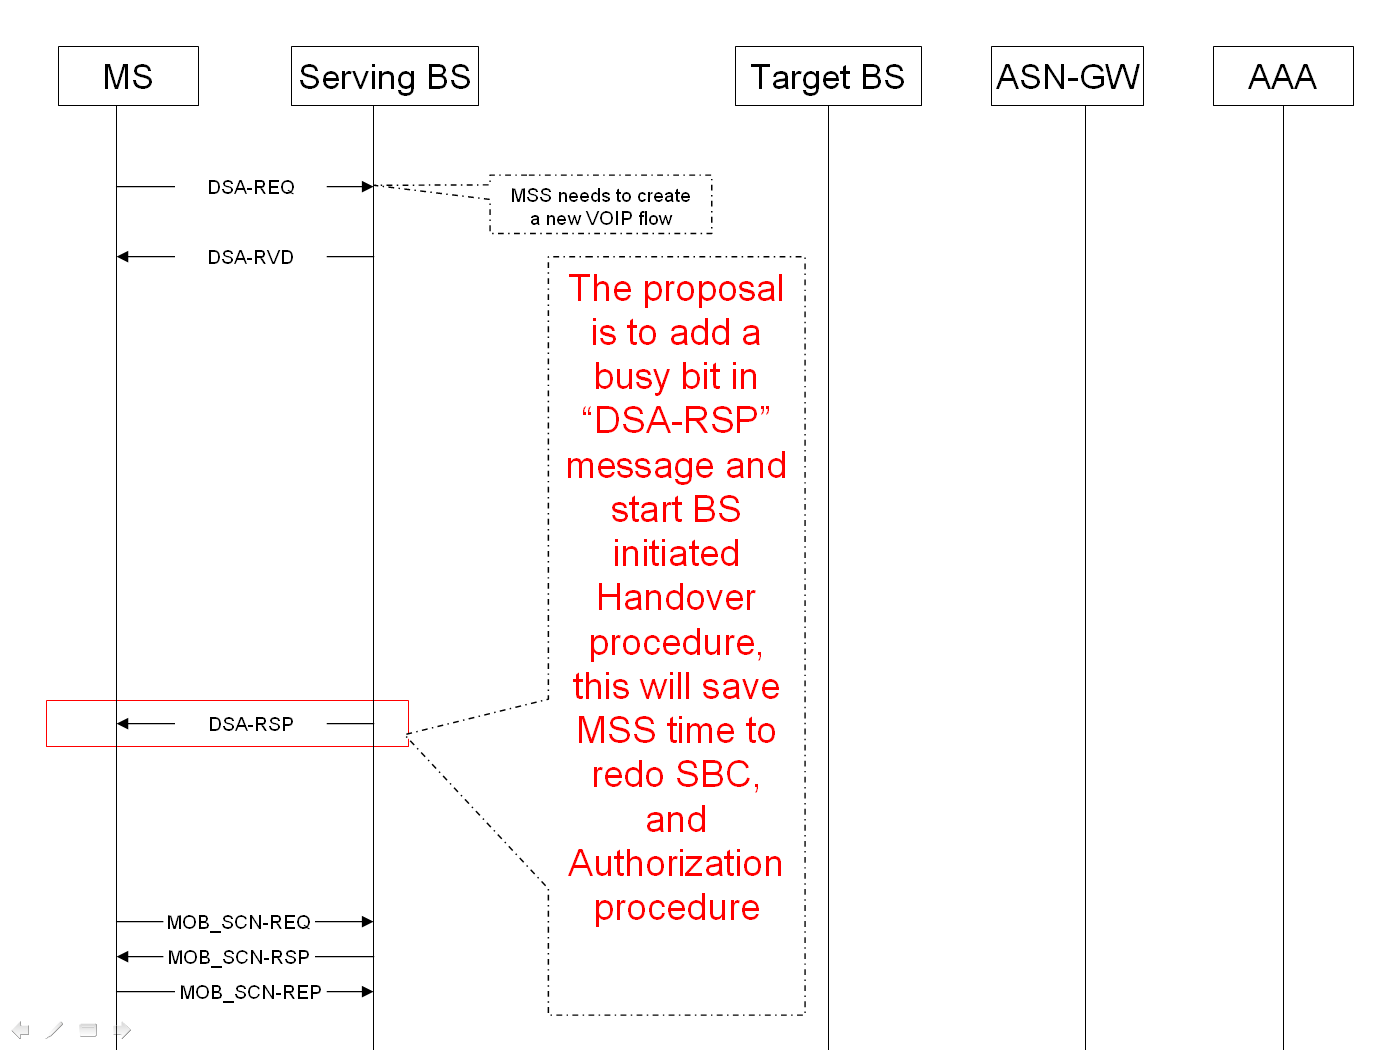 MS
Serving BS
Target BS
ASN-GW
AAA
DSA-REQ
MSS needs to create
a new VOIP flow
DSA-RVD
The proposal
is to add a
busy bit in
“DSA-RSP”
message and
start BS
initiated
Handover
procedure,
this will save
MSS time to
redo SBC,
and
Authorization
procedure
DSA-RSP
MOB_SCN-REQ
MOB_SCN-RSP
MOB_SCN-REP